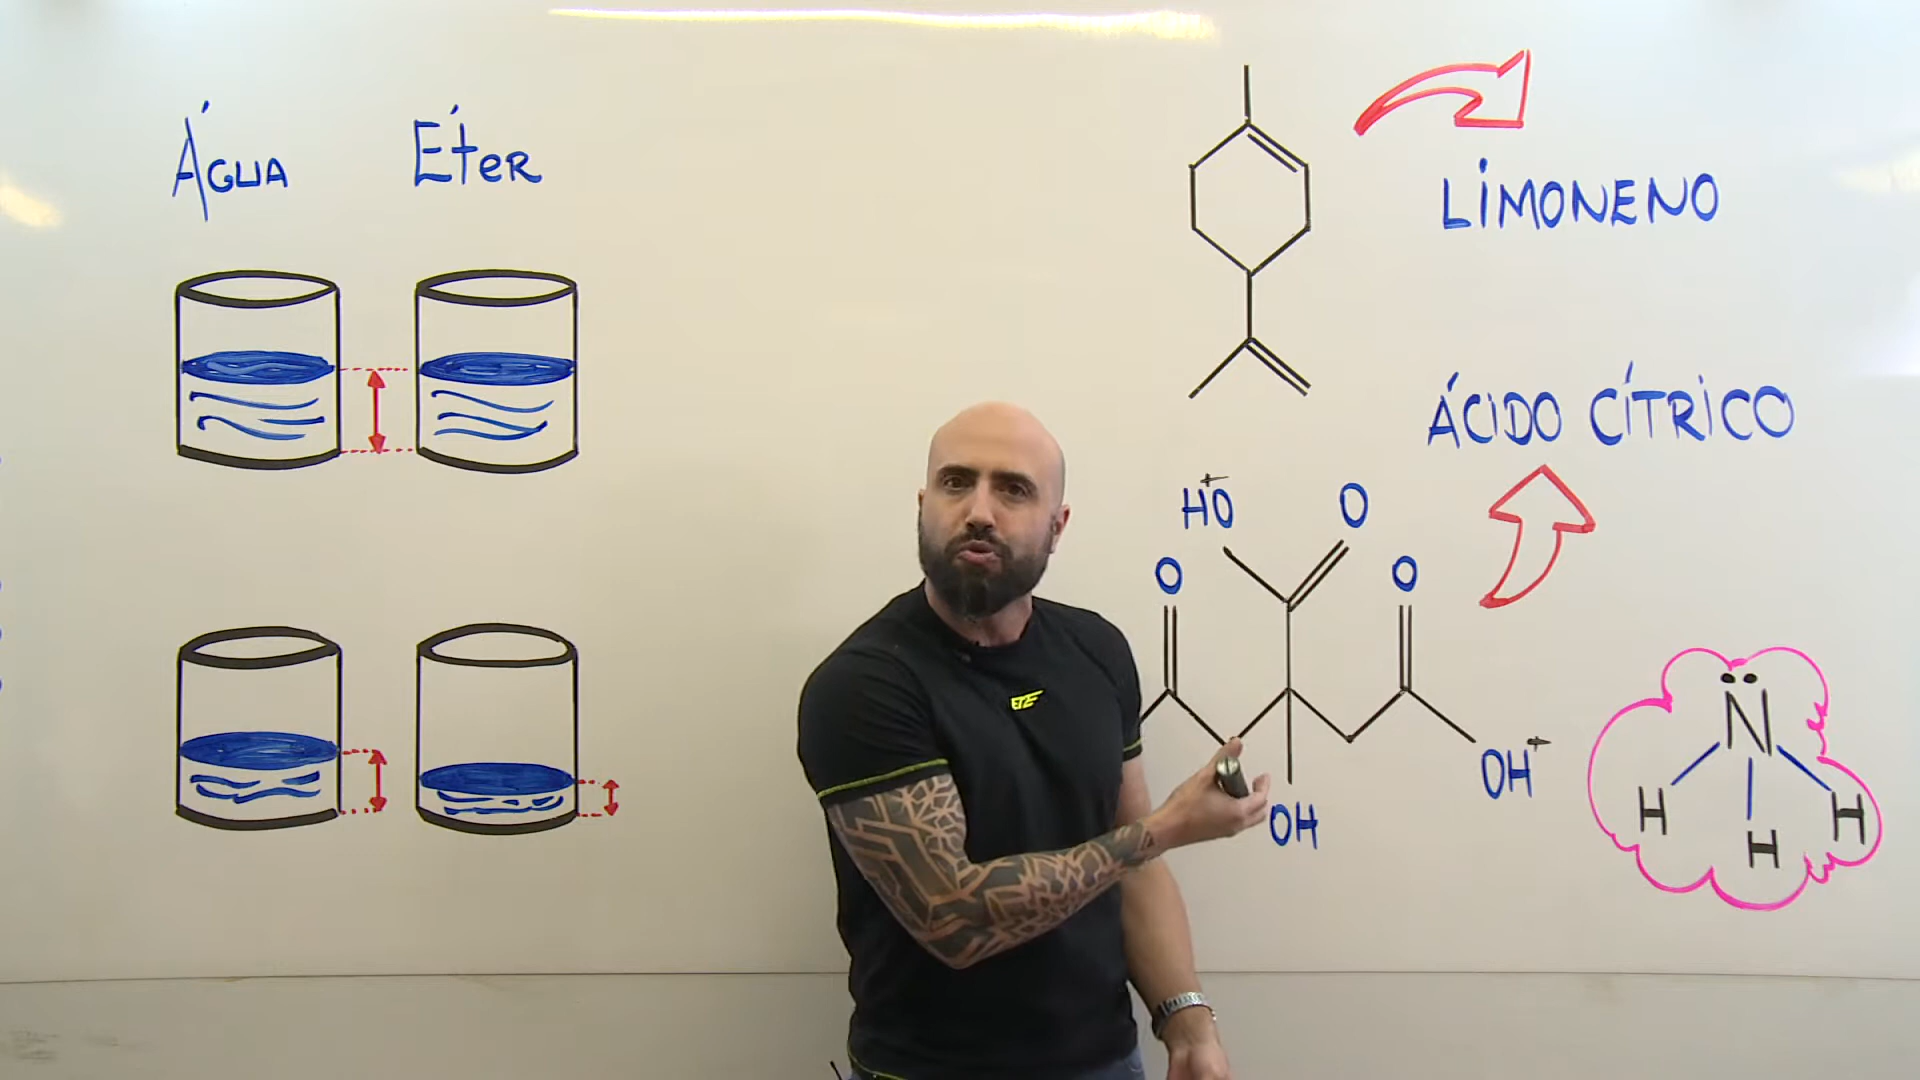 Água
Éter
LIMONENO
ÁCIDO CÍTRICO
HO+
O
O
O
OH+
OH
N
H
H
H